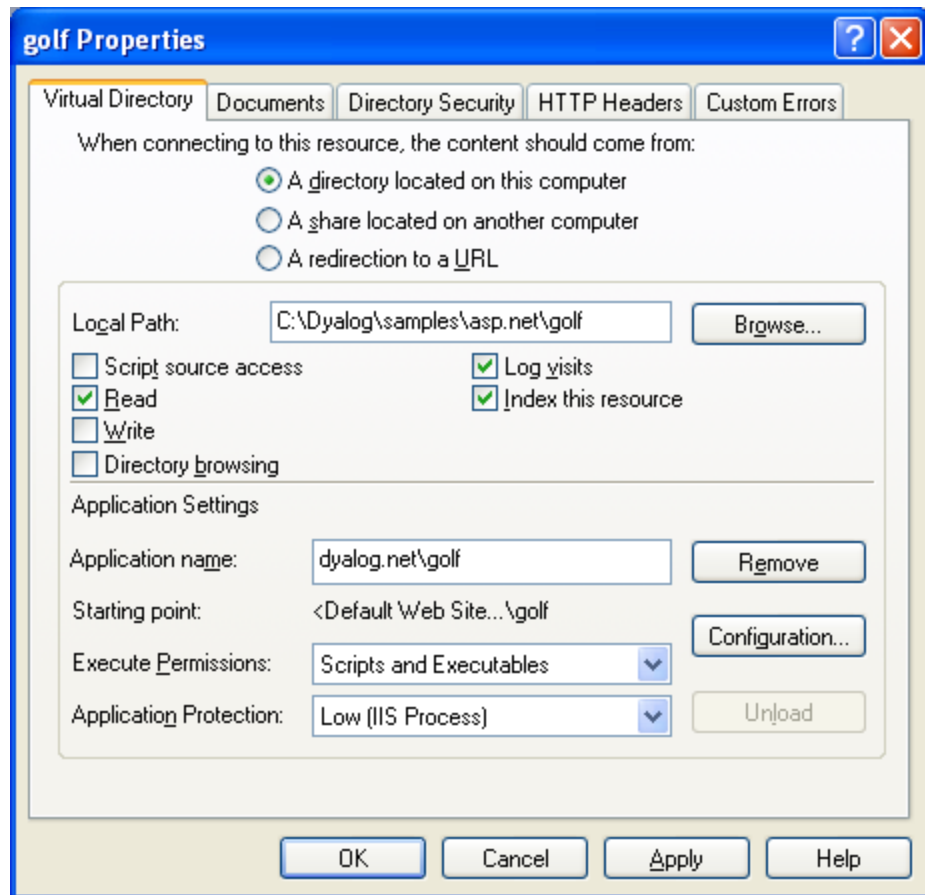 golf Properties
Virtual Directory Documents Directory Security HTTP Headers Custom Errors
When connecting to this resource, the content should come from:
A directory located on this computer
A share located on another computer
A redirection to a URL
Local Path: C:\Dyalog\samples\asp.net\golf Browse...
Script source access Log visits
Read Index this resource
Write
Directory browsing
Application Settings
Application name: dyalog.net\golf Remove
Starting point: <Default Web Site...\golf
Configuration...
Execute Permissions: Scripts and Executables
Application Protection: Low (IIS Process) Unload
OK Cancel Apply Help